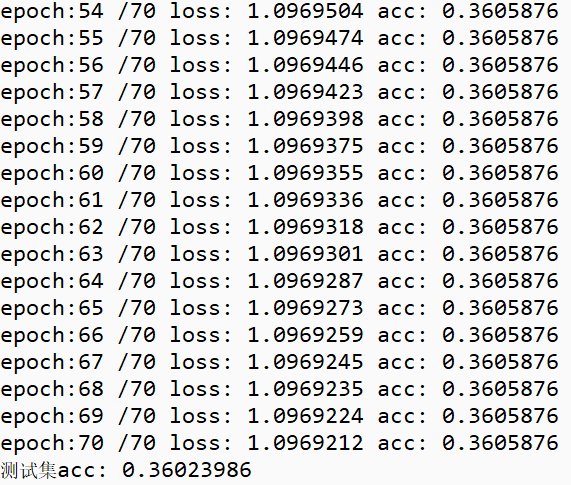 epoch:54 /70 loss: 1.0969504 acc: 0.3605876
epoch:55 /70 loss: 1.0969474 acc: 0.3605876
epoch:56 /70 loss: 1.0969446 acc: 0.3605876
epoch:57 /70 loss: 1.0969423 acc: 0.3605876
epoch:58 /70 loss: 1.0969398 acc: 0.3605876
epoch:59 /70 loss: 1.0969375 acc: 0.3605876
epoch:60 /70 loss: 1.0969355 acc: 0.3605876
epoch:61 /70 loss: 1.0969336 acc: 0.3605876
epoch:62 /70 loss: 1.0969318 acc: 0.3605876
epoch:63 /70 loss: 1.0969301 acc: 0.3605876
epoch:64 /70 loss: 1.0969287 acc: 0.3605876
epoch:65 /70 loss: 1.0969273 acc: 0.3605876
epoch:66 /70 loss: 1.0969259 acc: 0.3605876
epoch:67 /70 loss: 1.0969245 acc: 0.3605876
epoch:68 /70 loss: 1.0969235 acc: 0.3605876
epoch:69 /70 loss: 1.0969224 acc: 0.3605876
epoch:70 /70 loss: 1.0969212 acc: 0.3605876
测试集acc: 0.36023986